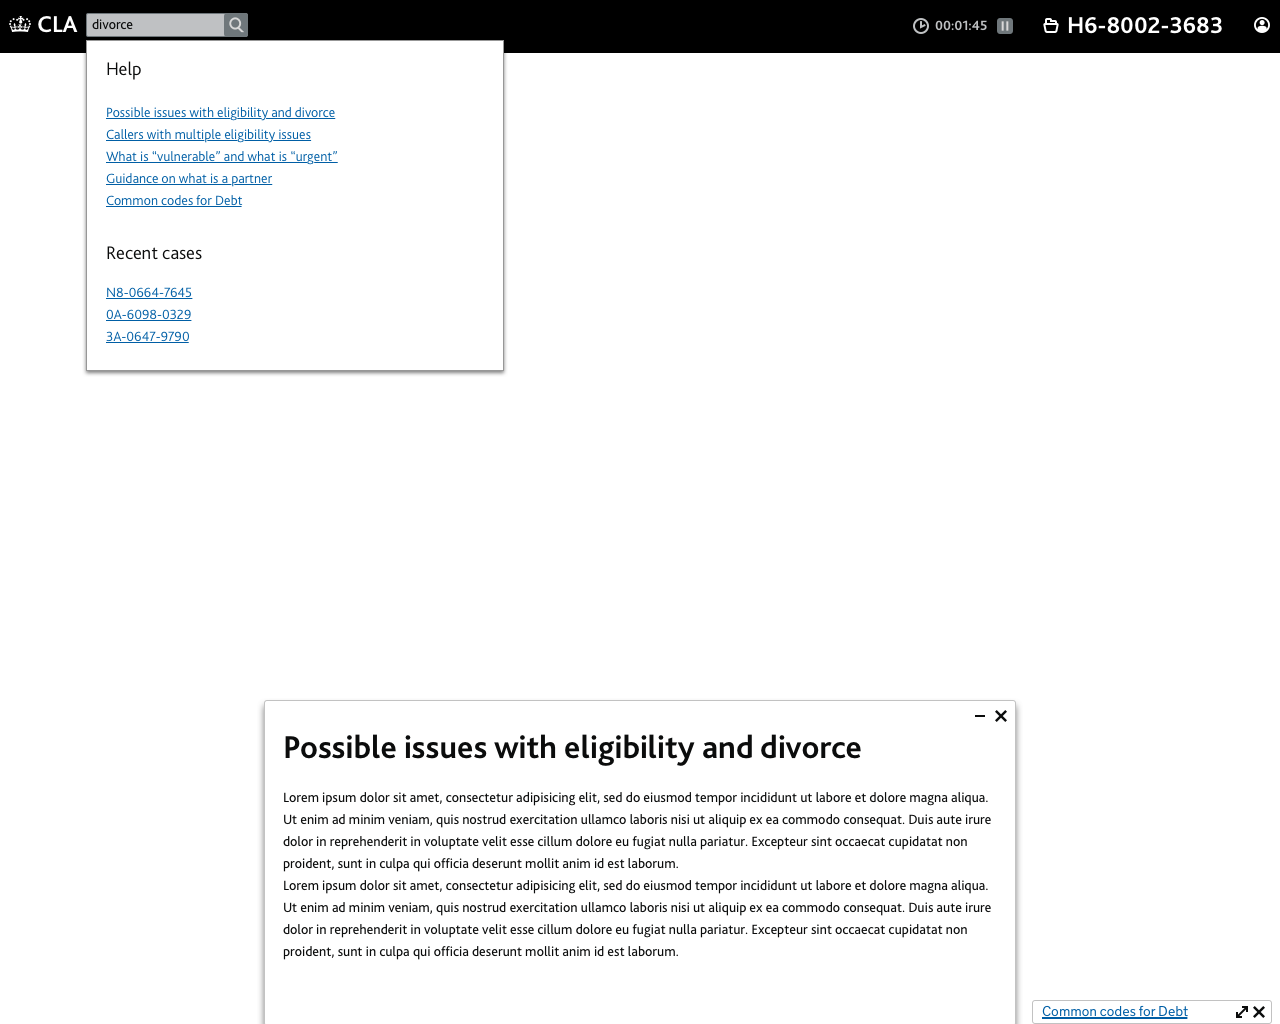 CLA divorce 00:01:45 H6-8002-3683
Help
Possible issues with eligibility and divorce
Callers with multiple eligibility issues
What is “vulnerable” and what is “urgent”
Guidance on what is a partner
Common codes for Debt
Recent cases
N8-0664-7645
0A-6098-0329
3A-0647-9790
Possible issues with eligibility and divorce
Lorem ipsum dolor sit amet, consectetur adipisicing elit, sed do eiusmod tempor incididunt ut labore et dolore magna aliqua.
Ut enim ad minim veniam, quis nostrud exercitation ullamco laboris nisi ut aliquip ex ea commodo consequat. Duis aute irure
dolor in reprehenderit in voluptate velit esse cillum dolore eu fugiat nulla pariatur. Excepteur sint occaecat cupidatat non
proident, sunt in culpa qui officia deserunt mollit anim id est laborum.
Lorem ipsum dolor sit amet, consectetur adipisicing elit, sed do eiusmod tempor incididunt ut labore et dolore magna aliqua.
Ut enim ad minim veniam, quis nostrud exercitation ullamco laboris nisi ut aliquip ex ea commodo consequat. Duis aute irure
dolor in reprehenderit in voluptate velit esse cillum dolore eu fugiat nulla pariatur. Excepteur sint occaecat cupidatat non
proident, sunt in culpa qui officia deserunt mollit anim id est laborum.
Common codes for Debt